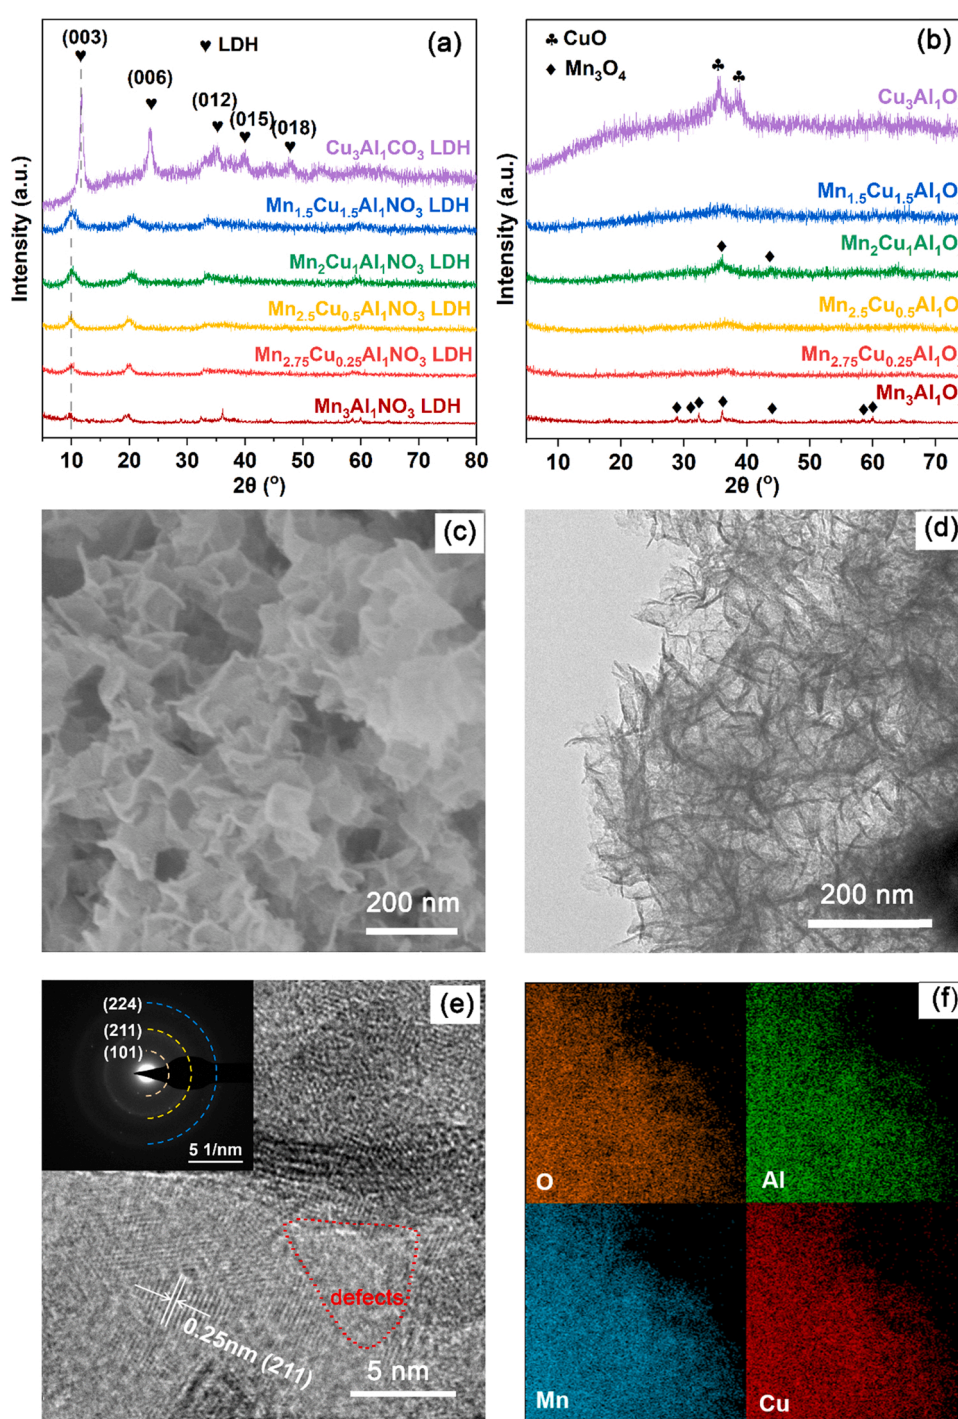 (a)
(003)
♥ LDH
(006)
(012)
(015)
(018)
Cu₃Al₁CO₃ LDH
Mn₁.₅Cu₁.₅Al₁NO₃ LDH
Mn₂Cu₁Al₁NO₃ LDH
Mn₂.₅Cu₀.₅Al₁NO₃ LDH
Mn₂.₇₅Cu₀.₂₅Al₁NO₃ LDH
Mn₃Al₁NO₃ LDH
Intensity (a.u.)
10 20 30 40 50 60 70 80
2θ (°)
(b)
♣ CuO
♦ Mn₃O₄
Cu₃Al₁O
Mn₁.₅Cu₁.₅Al₁O
Mn₂Cu₁Al₁O
Mn₂.₅Cu₀.₅Al₁O
Mn₂.₇₅Cu₀.₂₅Al₁O
Mn₃Al₁O
Intensity (a.u.)
10 20 30 40 50 60 70
2θ (°)
(c)
200 nm
(d)
200 nm
(e)
(224)
(211)
(101)
5 1/nm
defects
0.25nm (211)
5 nm
(f)
O
Al
Mn
Cu